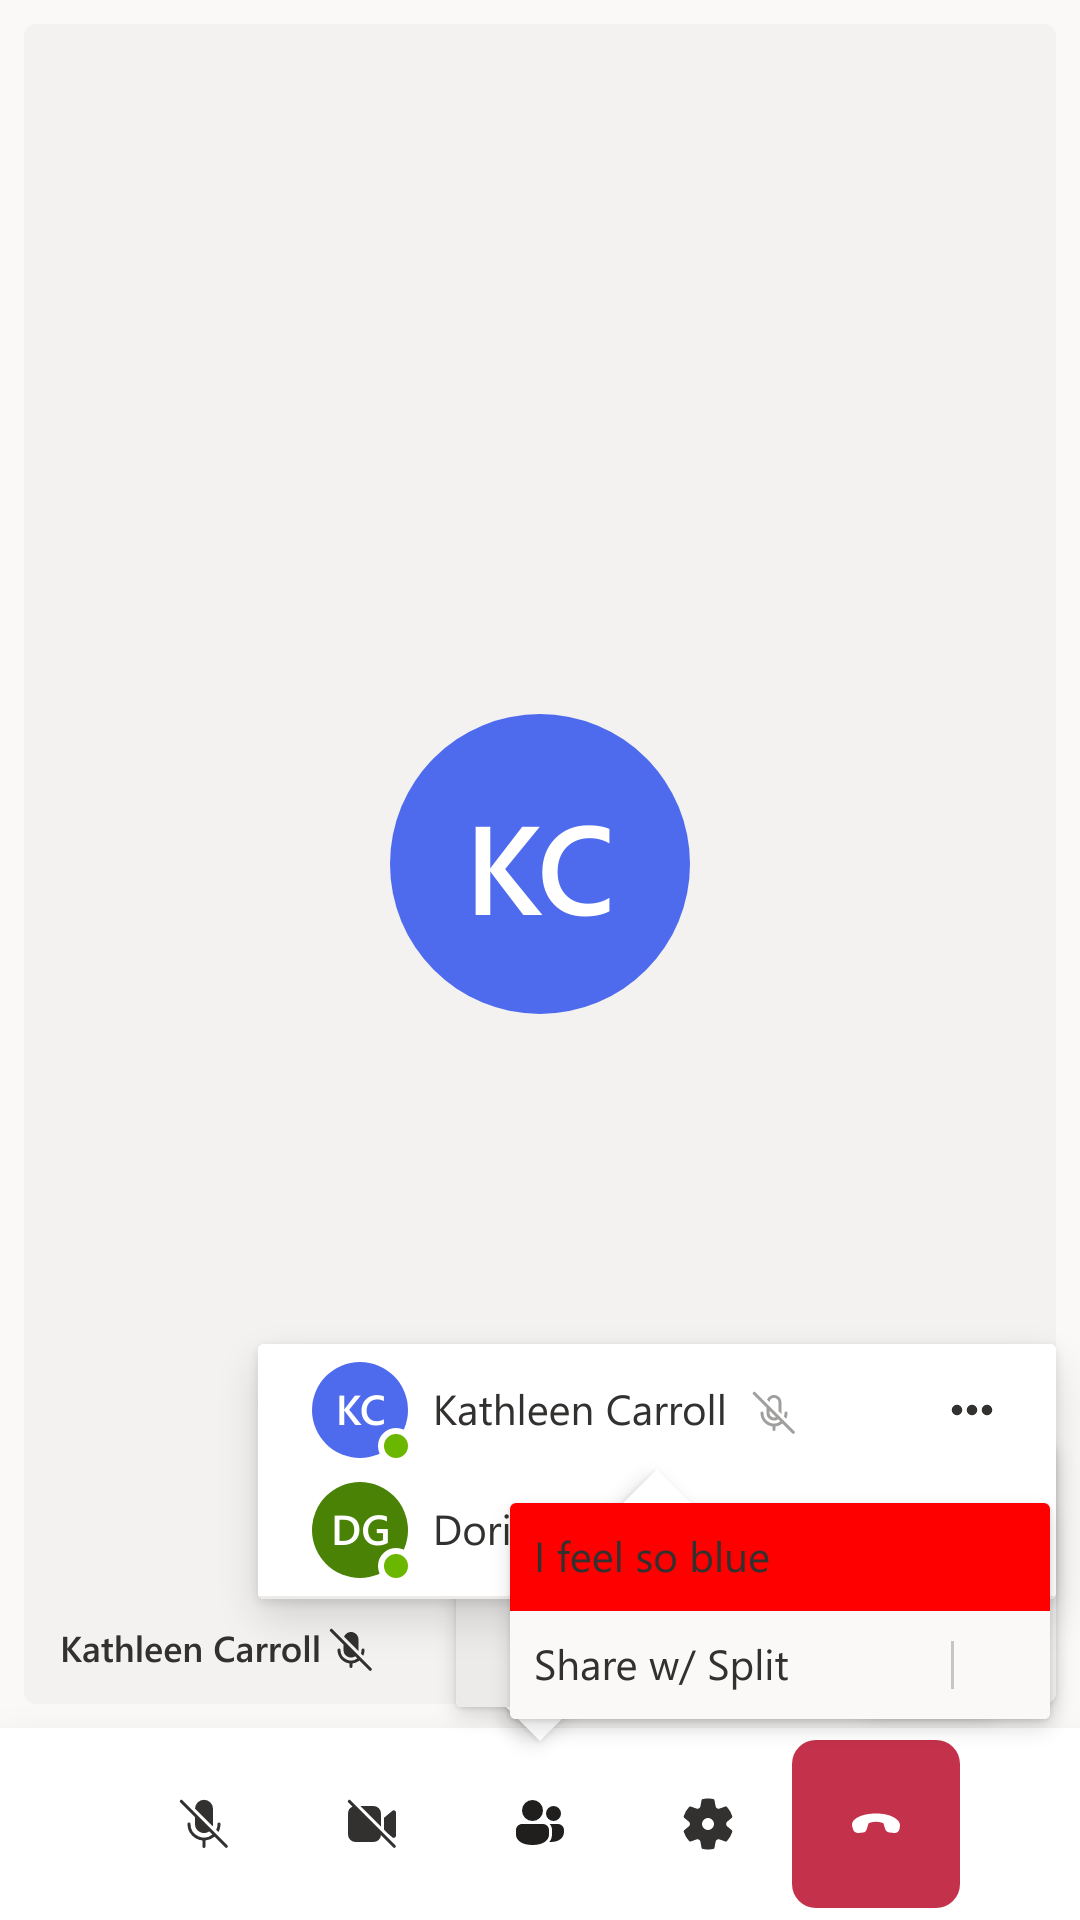 KC
KC Kathleen Carroll
DG Dori
I feel so blue
Share w/ Split
Kathleen Carroll